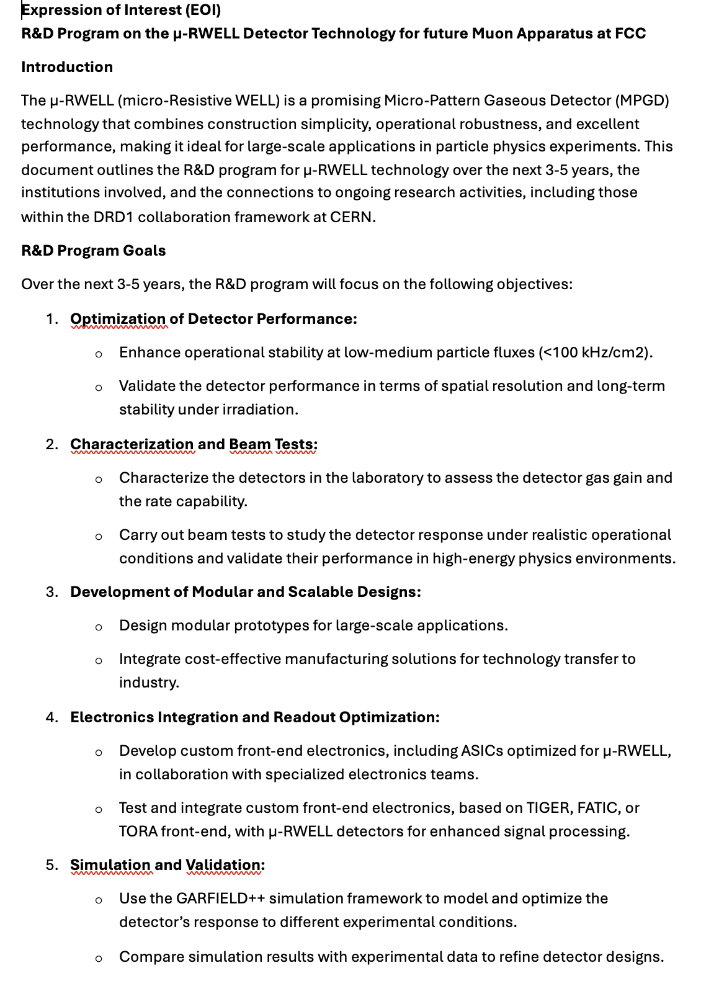 Expression of Interest (EOI)
R&D Program on the µ-RWELL Detector Technology for future Muon Apparatus at FCC
Introduction
The µ-RWELL (micro-Resistive WELL) is a promising Micro-Pattern Gaseous Detector (MPGD)
technology that combines construction simplicity, operational robustness, and excellent
performance, making it ideal for large-scale applications in particle physics experiments. This
document outlines the R&D program for µ-RWELL technology over the next 3-5 years, the
institutions involved, and the connections to ongoing research activities, including those
within the DRD1 collaboration framework at CERN.
R&D Program Goals
Over the next 3-5 years, the R&D program will focus on the following objectives:
1. Optimization of Detector Performance:
o Enhance operational stability at low-medium particle fluxes (<100 kHz/cm2).
o Validate the detector performance in terms of spatial resolution and long-term
stability under irradiation.
2. Characterization and Beam Tests:
o Characterize the detectors in the laboratory to assess the detector gas gain and
the rate capability.
o Carry out beam tests to study the detector response under realistic operational
conditions and validate their performance in high-energy physics environments.
3. Development of Modular and Scalable Designs:
o Design modular prototypes for large-scale applications.
o Integrate cost-effective manufacturing solutions for technology transfer to
industry.
4. Electronics Integration and Readout Optimization:
o Develop custom front-end electronics, including ASICs optimized for µ-RWELL,
in collaboration with specialized electronics teams.
o Test and integrate custom front-end electronics, based on TIGER, FATIC, or
TORA front-end, with µ-RWELL detectors for enhanced signal processing.
5. Simulation and Validation:
o Use the GARFIELD++ simulation framework to model and optimize the
detector’s response to different experimental conditions.
o Compare simulation results with experimental data to refine detector designs.